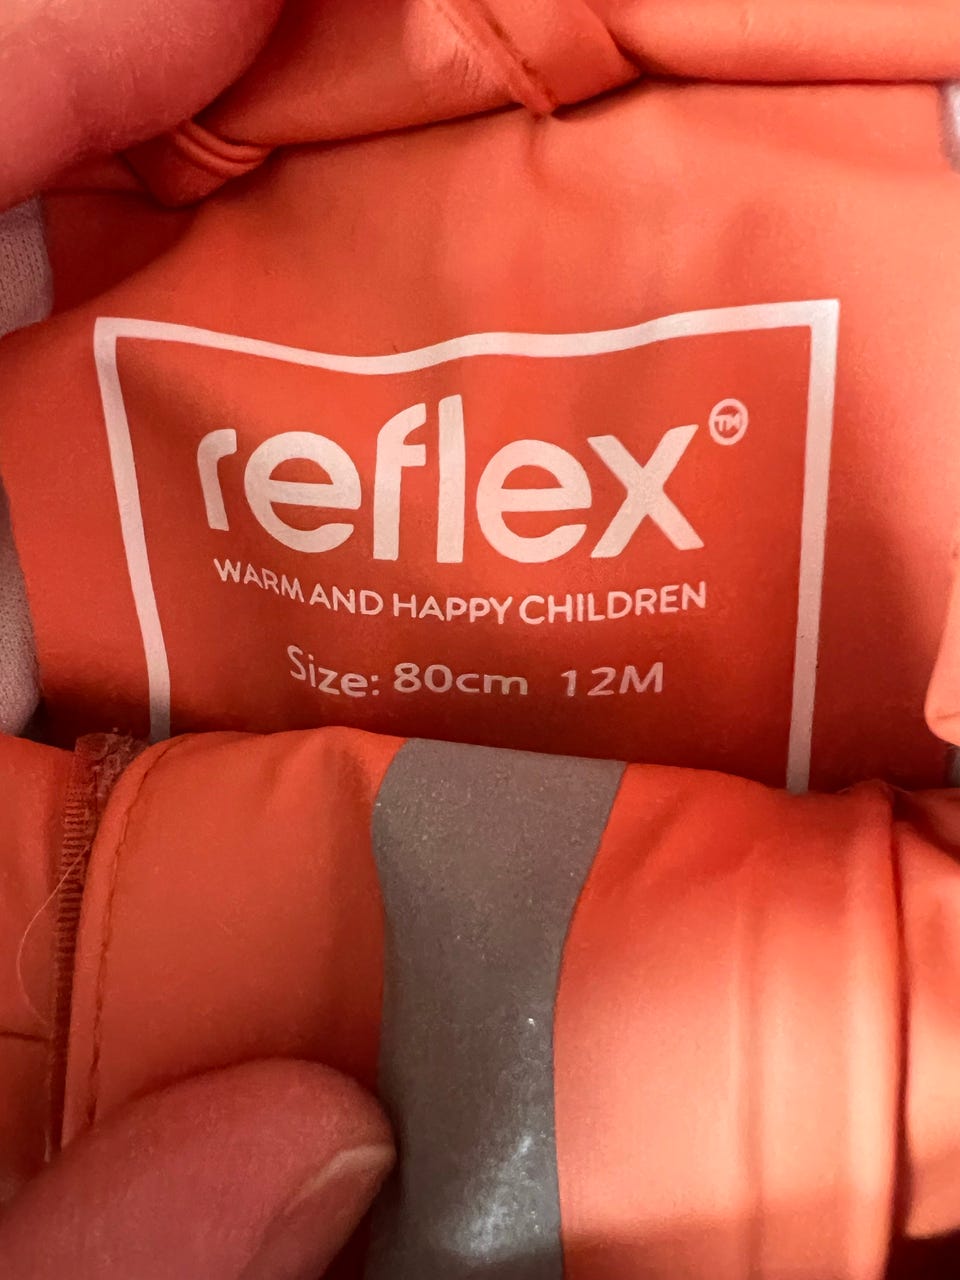 reflex™
WARM AND HAPPY CHILDREN
Size: 80cm 12M